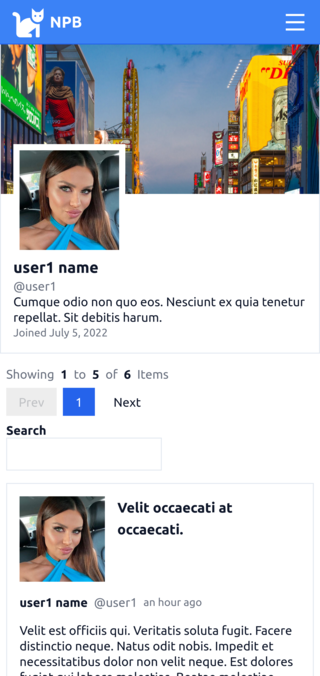 NPB
user1 name
@user1
Cumque odio non quo eos. Nesciunt ex quia tenetur
repellat. Sit debitis harum.
Joined July 5, 2022
Showing 1 to 5 of 6 Items
Prev 1 Next
Search
Velit occaecati at
occaecati.
user1 name @user1 an hour ago
Velit est officiis qui. Veritatis soluta fugit. Facere
distinctio neque. Natus odit nobis. Impedit et
necessitatibus dolor non velit neque. Est dolores